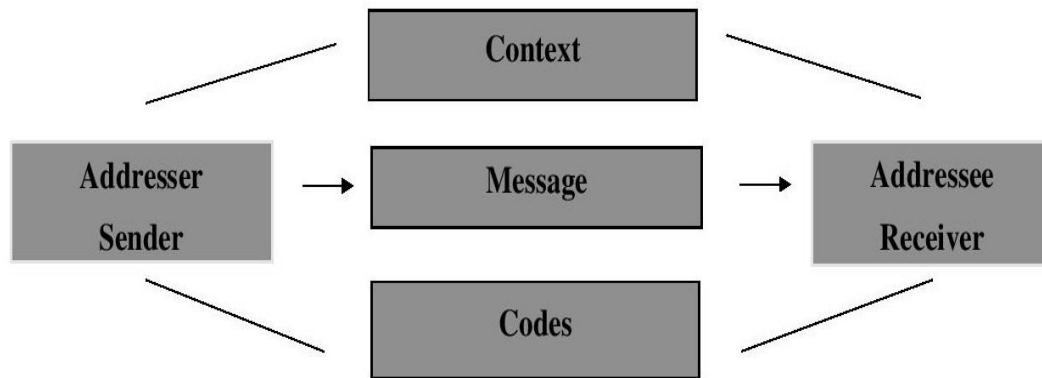 Context
Addresser
Sender
Message
Addressee
Receiver
Codes